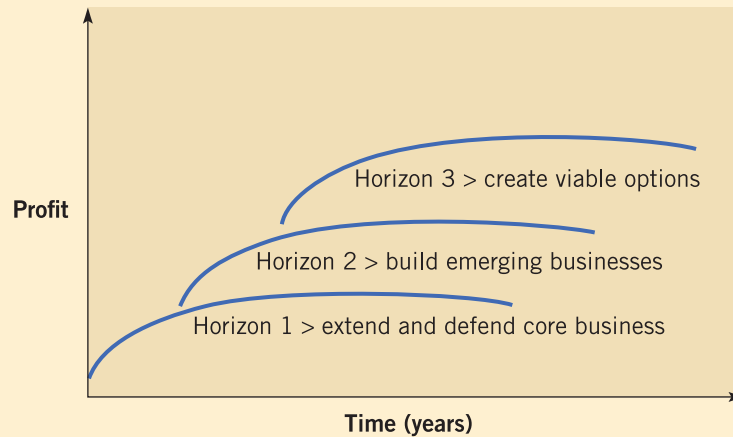 Profit
Horizon 3 > create viable options
Horizon 2 > build emerging businesses
Horizon 1 > extend and defend core business
Time (years)